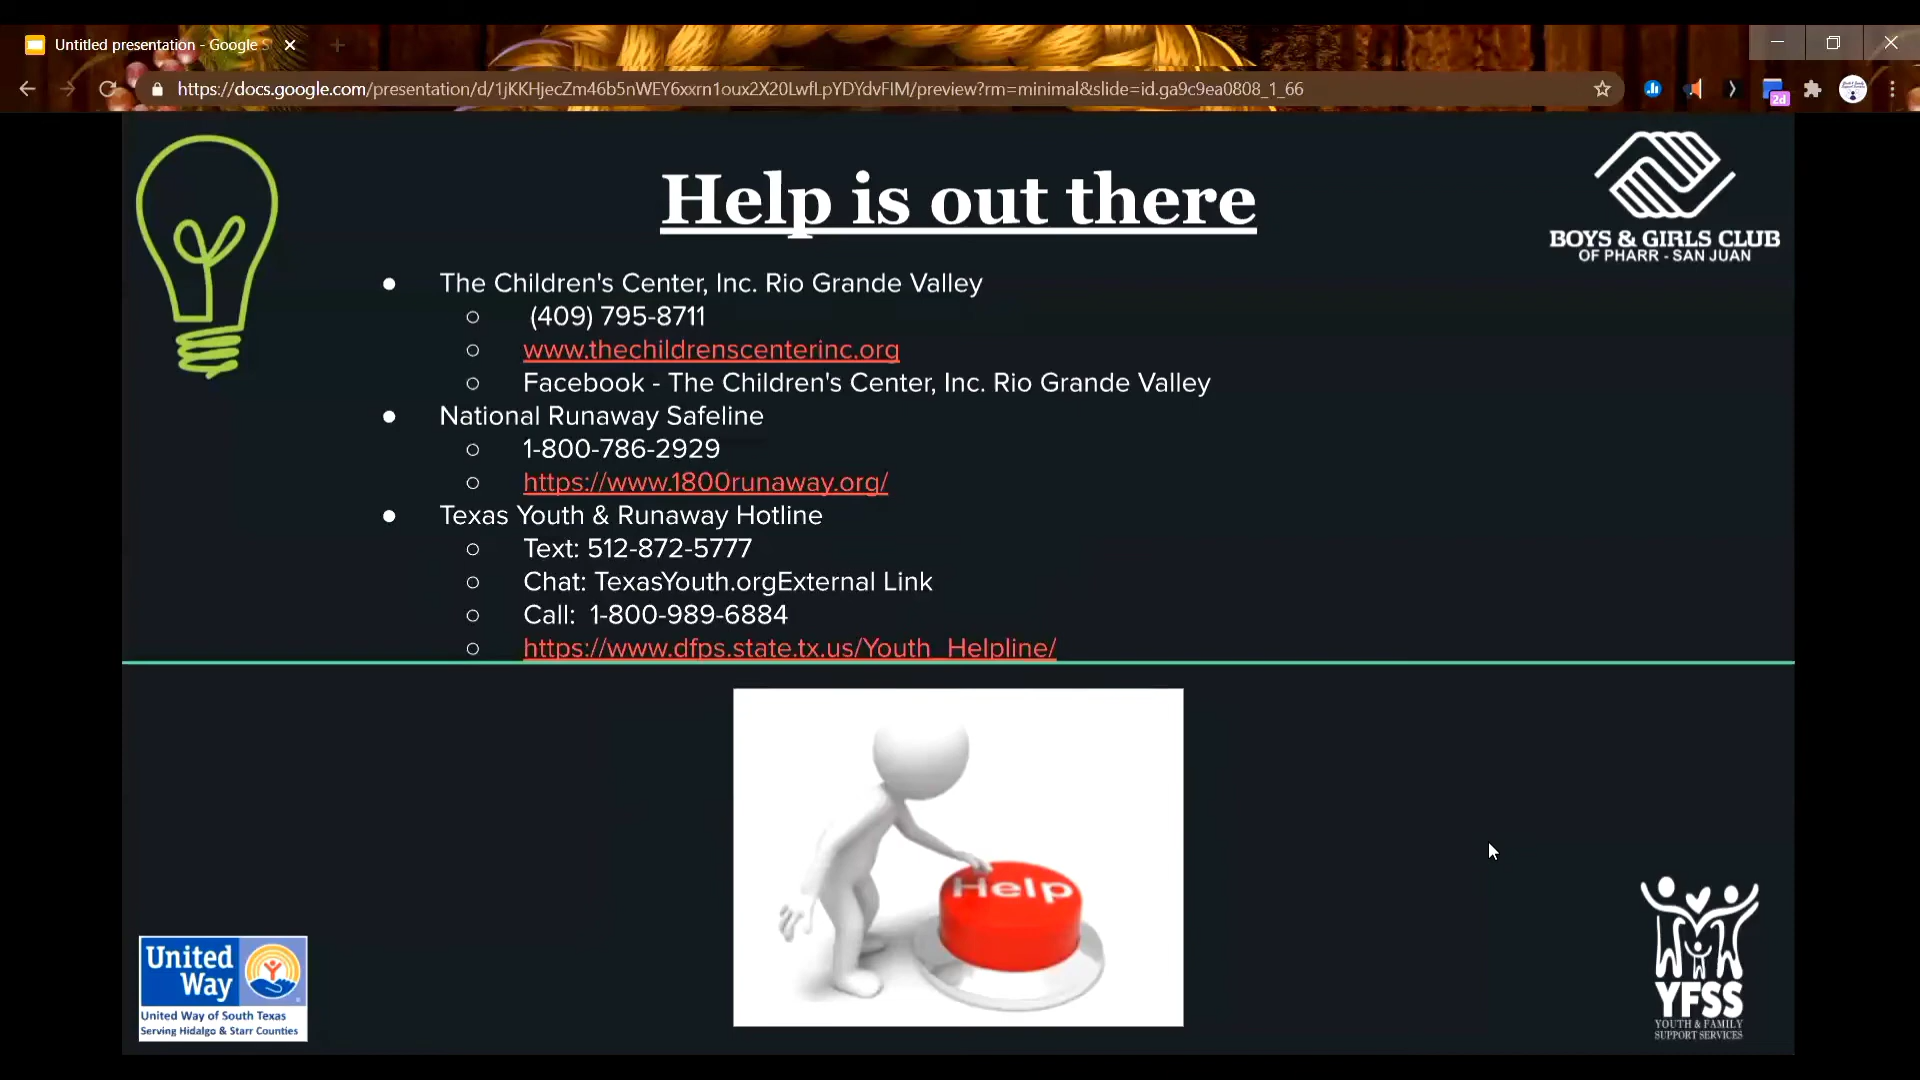 Untitled presentation - Google S
https://docs.google.com/presentation/d/1jKKHjecZm46b5nWEY6xxrn1oux2X20LwfLpYDYdvFIM/preview?rm=minimal&slide=id.ga9c9ea0808_1_66
2d
Help is out there
BOYS & GIRLS CLUB
OF PHARR - SAN JUAN
The Children's Center, Inc. Rio Grande Valley
(409) 795-8711
www.thechildrenscenterinc.org
Facebook - The Children's Center, Inc. Rio Grande Valley
National Runaway Safeline
1-800-786-2929
https://www.1800runaway.org/
Texas Youth & Runaway Hotline
Text: 512-872-5777
Chat: TexasYouth.orgExternal Link
Call: 1-800-989-6884
https://www.dfps.state.tx.us/Youth_Helpline/
Help
United
Way
United Way of South Texas
Serving Hidalgo & Starr Counties
YFSS
YOUTH & FAMILY
SUPPORT SERVICES